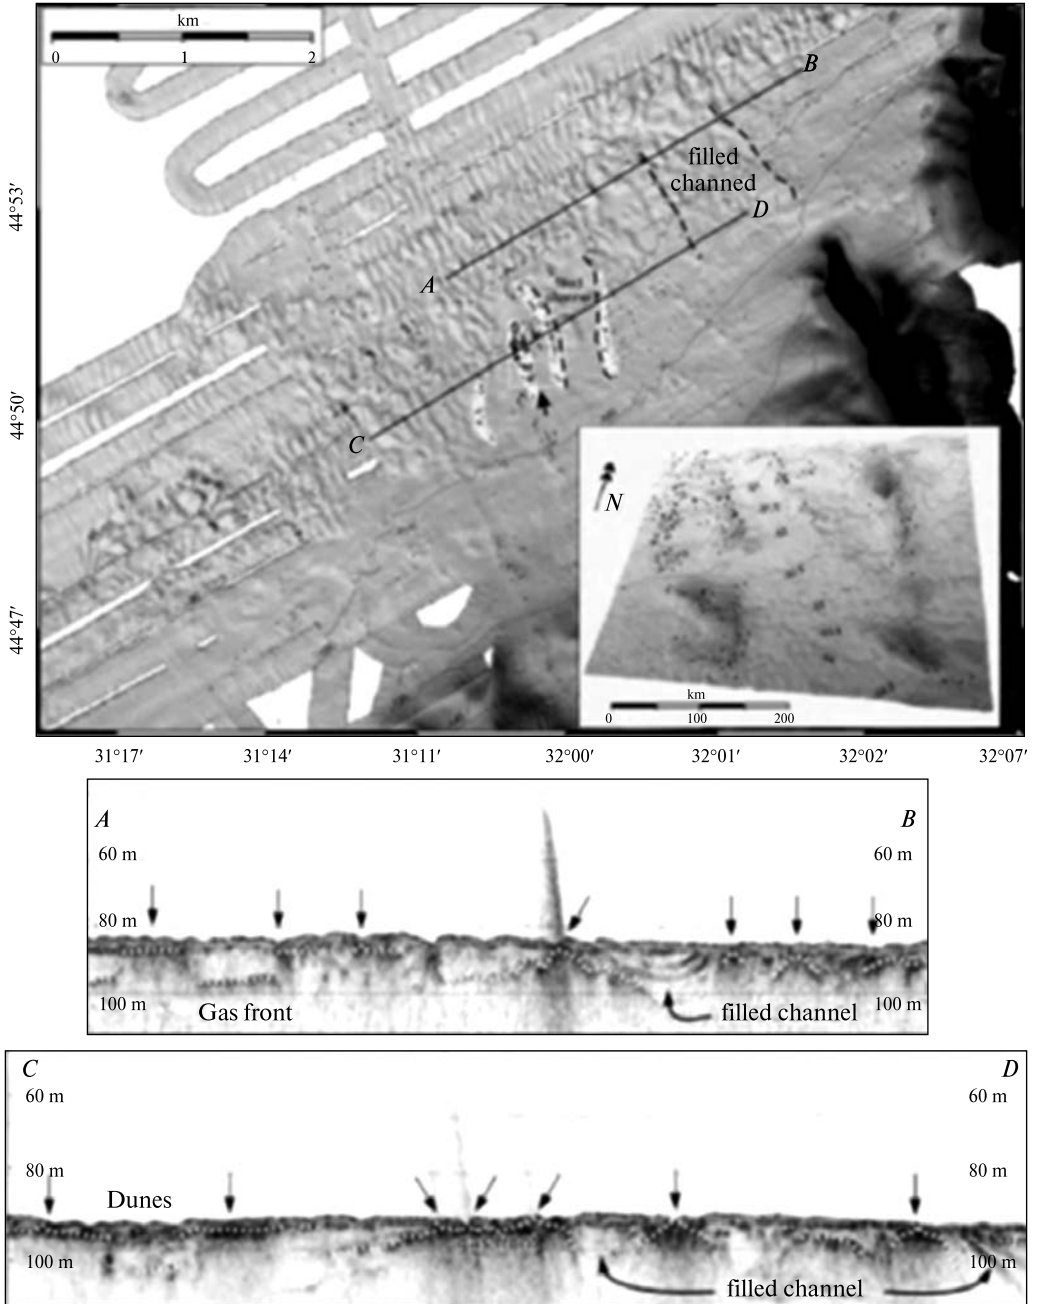 km
0 1 2
B
filled
channed
D
A
C
N
km
0 100 200
44°53′
44°50′
44°47′
31°17′ 31°14′ 31°11′ 32°00′ 32°01′ 32°02′ 32°07′
A B
60 m 60 m
80 m 80 m
100 m 100 m
Gas front filled channel
C D
60 m 60 m
80 m 80 m
Dunes
100 m 100 m
filled channel